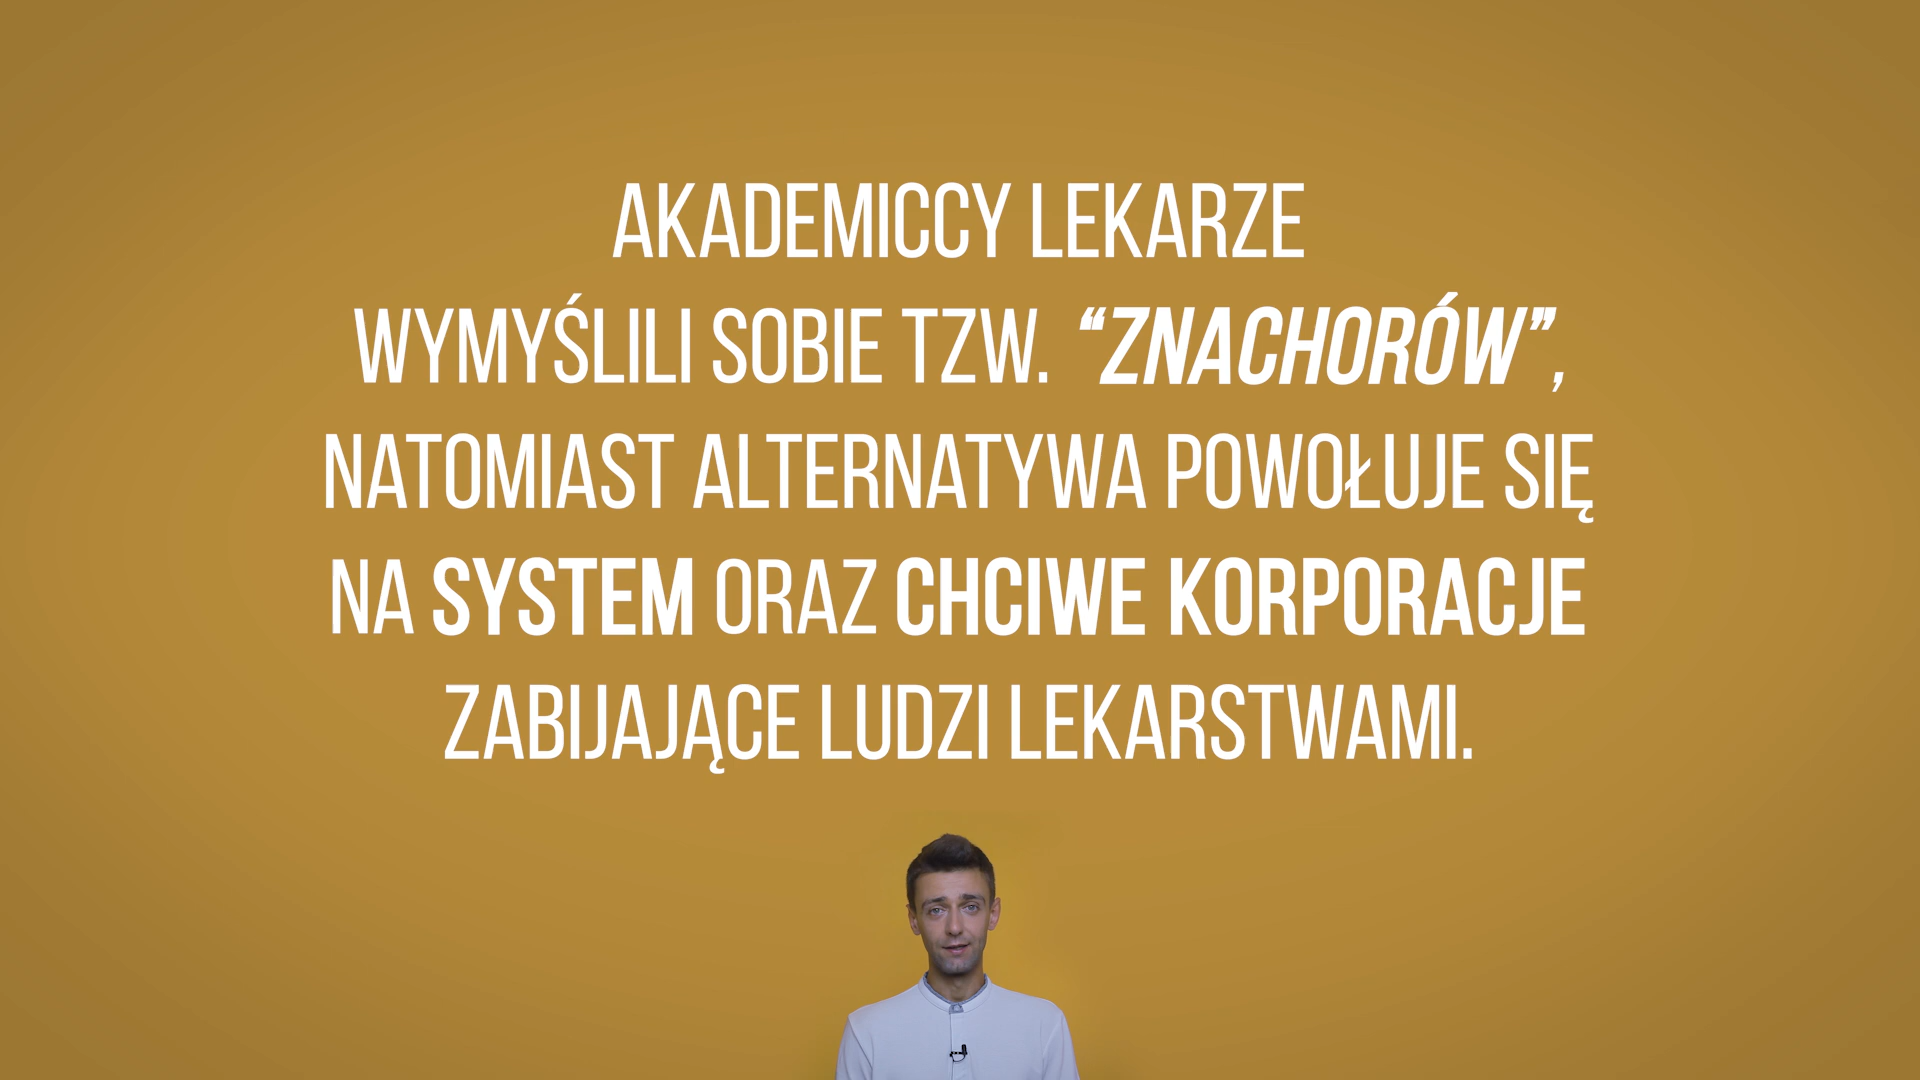 AKADEMICCY LEKARZE
WYMYŚLILI SOBIE TZW. “ZNACHORÓW”,
NATOMIAST ALTERNATYWA POWOŁUJE SIĘ
NA SYSTEM ORAZ CHCIWE KORPORACJE
ZABIJAJĄCE LUDZI LEKARSTWAMI.